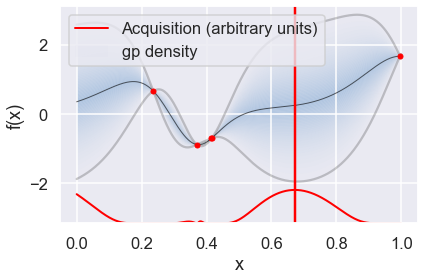 Acquisition (arbitrary units)
gp density
f(x)
2
0
−2
0.0 0.2 0.4 0.6 0.8 1.0
x